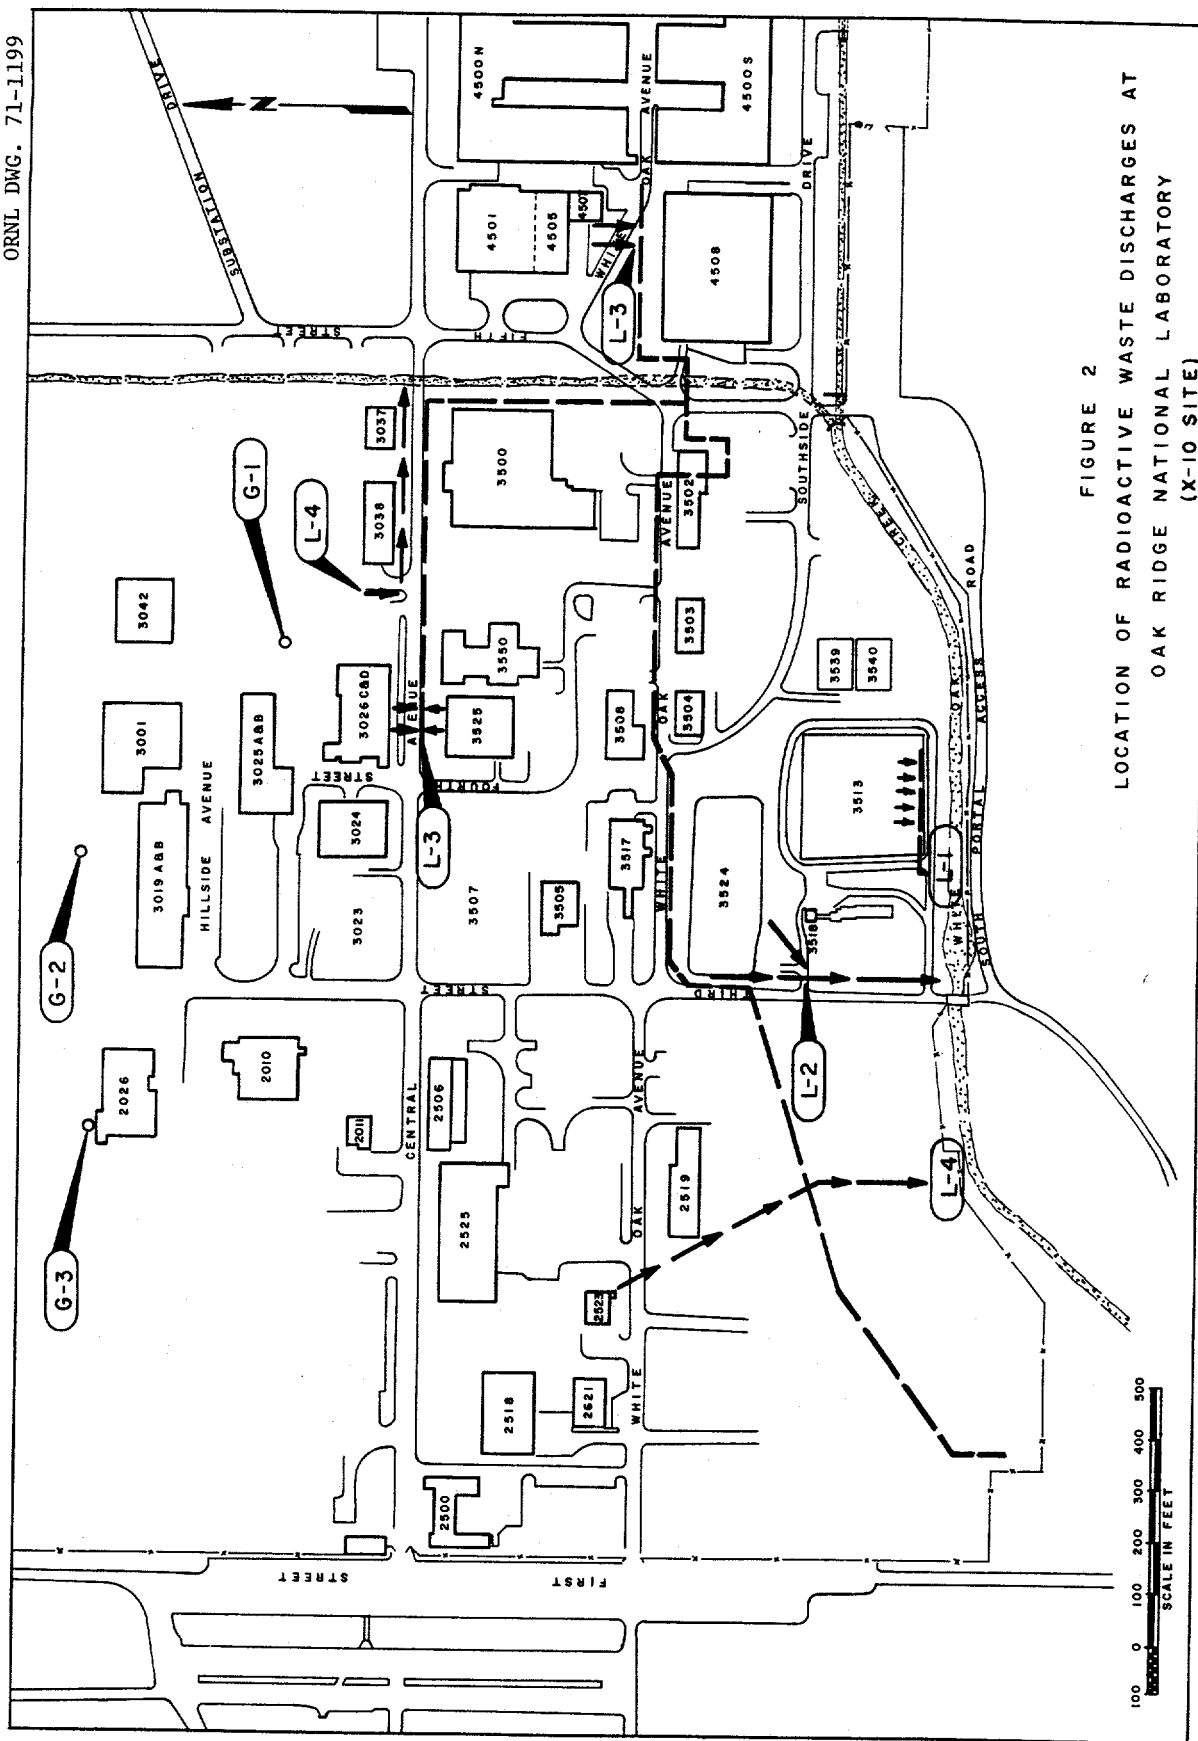 ORNL DWG. 71-1199
SUBSTATION DRIVE
N
4500N
4500S
OAK AVENUE
4501
4505
4507
WHITE
4508
DRIVE
L-3
FIFTH STREET
3037
3038
L-4
G-1
3500
3502
OAK AVENUE
SOUTHSIDE
CREEK
ROAD
3042
3001
3019 A&B
HILLSIDE AVENUE
3025 A&B
3026 C&D
3024
3023
FOURTH STREET
AVENUE
L-3
3550
3525
3507
3505
3508
3517
3503
3504
WHITE OAK
3524
3539
3540
3513
3518
L-1
WHITE OAK
SOUTH PORTAL ACCESS
G-2
G-3
2026
2010
2011
CENTRAL
THIRD STREET
2506
2525
2519
2523
L-2
L-4
WHITE OAK AVENUE
2518
2621
2500
FIRST STREET
100 0 100 200 300 400 500
SCALE IN FEET
FIGURE 2
LOCATION OF RADIOACTIVE WASTE DISCHARGES AT
OAK RIDGE NATIONAL LABORATORY
(X-10 SITE)